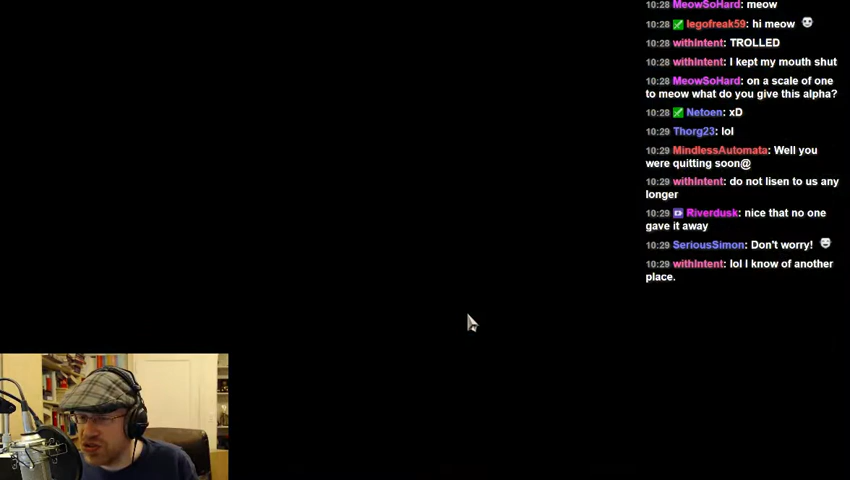 10:28 MeowSoHard: meow
10:28 legofreak59: hi meow
10:28 withIntent: TROLLED
10:28 withIntent: I kept my mouth shut
10:28 MeowSoHard: on a scale of one
to meow what do you give this alpha?
10:28 Netoen: xD
10:29 Thorg23: lol
10:29 MindlessAutomata: Well you
were quitting soon@
10:29 withIntent: do not lisen to us any
longer
10:29 Riverdusk: nice that no one
gave it away
10:29 SeriousSimon: Don't worry!
10:29 withIntent: lol I know of another
place.